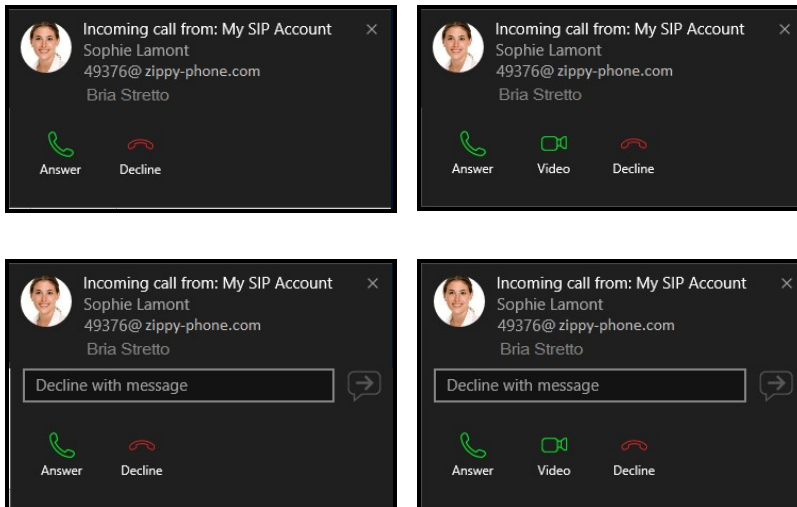 Incoming call from: My SIP Account
Sophie Lamont
49376@ zippy-phone.com
Bria Stretto
Answer Decline
Incoming call from: My SIP Account
Sophie Lamont
49376@ zippy-phone.com
Bria Stretto
Answer Video Decline
Incoming call from: My SIP Account
Sophie Lamont
49376@ zippy-phone.com
Bria Stretto
Decline with message
Answer Decline
Incoming call from: My SIP Account
Sophie Lamont
49376@ zippy-phone.com
Bria Stretto
Decline with message
Answer Video Decline